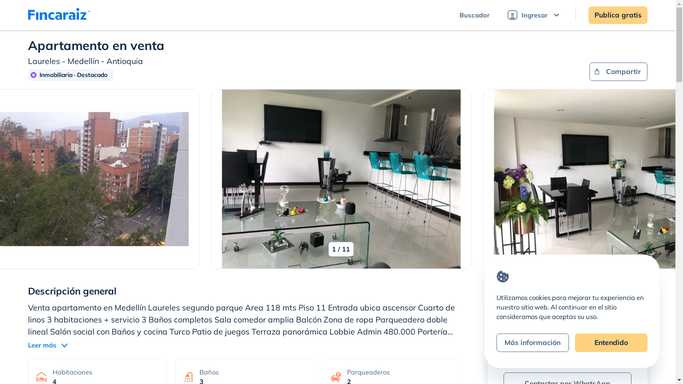 Fincaraiz
Buscador
Ingresar
Publica gratis
Apartamento en venta
Laureles - Medellín - Antioquia
Inmobiliaria · Destacado
Compartir
1 / 11
Descripción general
Venta apartamento en Medellín Laureles segundo parque Area 118 mts Piso 11 Entrada ubica ascensor Cuarto de
linos 3 habitaciones + servicio 3 Baños completos Sala comedor amplia Balcón Zona de ropa Parqueadero doble
lineal Salón social con Baños y cocina Turco Patio de juegos Terraza panorámica Lobbie Admin 480.000 Portería...
Leer más
Habitaciones
4
Baños
3
Parqueaderos
2
Utilizamos cookies para mejorar tu experiencia en
nuestro sitio web. Al continuar en el sitio
consideramos que aceptas su uso.
Más información
Entendido
Contactar por WhatsApp